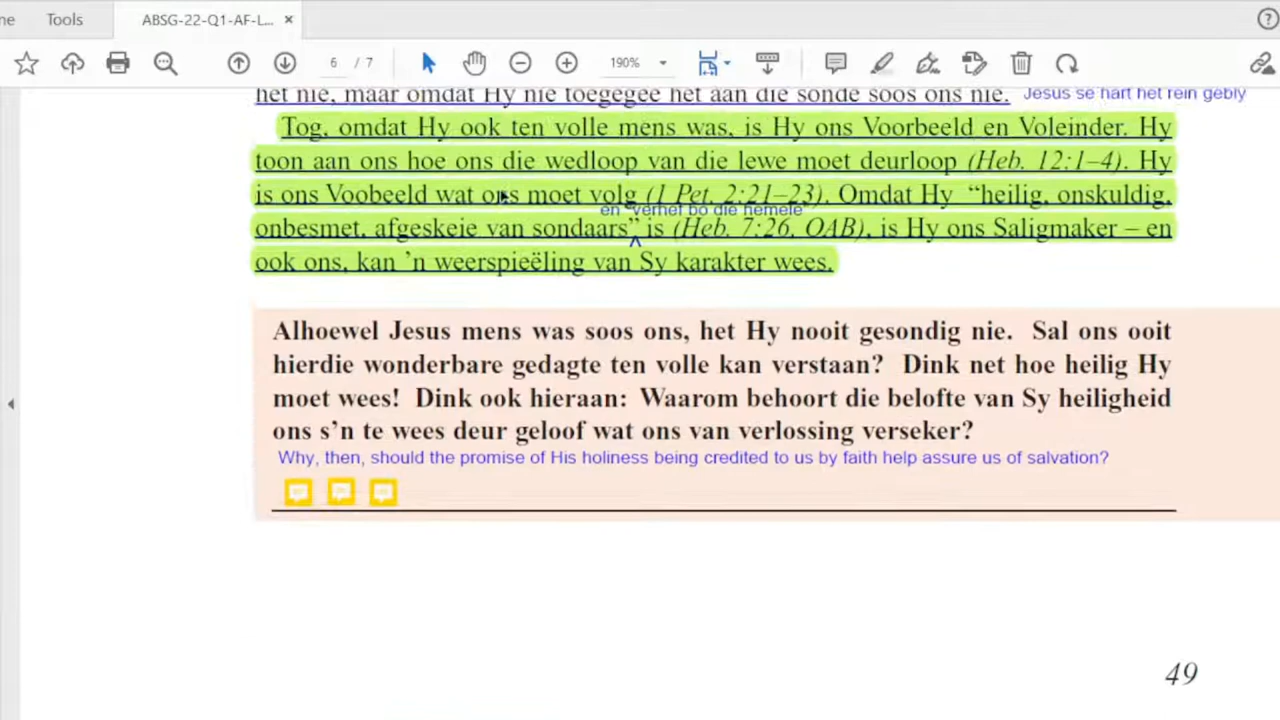 ne Tools ABSG-22-Q1-AF-L... ×
6 / 7 190%
het nie, maar omdat Hy nie toegegee het aan die sonde soos ons nie. Jesus se hart het rein gebly
Tog, omdat Hy ook ten volle mens was, is Hy ons Voorbeeld en Voleinder. Hy
toon aan ons hoe ons die wedloop van die lewe moet deurloop (Heb. 12:1–4). Hy
is ons Voobeeld wat ons moet volg (1 Pet. 2:21–23). Omdat Hy “heilig, onskuldig,
en “verhef bo die hemele”
onbesmet, afgeskeie van sondaars” is (Heb. 7:26, OAB), is Hy ons Saligmaker – en
ook ons, kan ’n weerspieëling van Sy karakter wees.
Alhoewel Jesus mens was soos ons, het Hy nooit gesondig nie. Sal ons ooit
hierdie wonderbare gedagte ten volle kan verstaan? Dink net hoe heilig Hy
moet wees! Dink ook hieraan: Waarom behoort die belofte van Sy heiligheid
ons s’n te wees deur geloof wat ons van verlossing verseker?
Why, then, should the promise of His holiness being credited to us by faith help assure us of salvation?
49